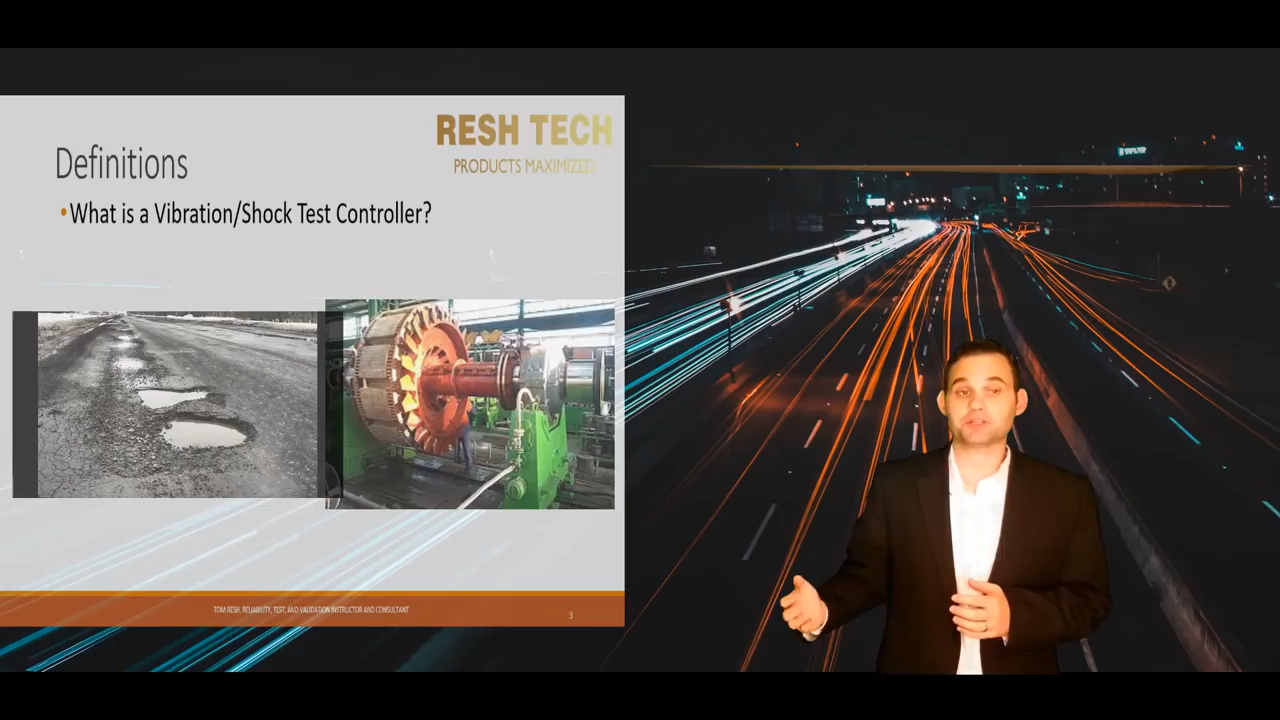 RESH TECH
PRODUCTS MAXIMIZED
Definitions
•What is a Vibration/Shock Test Controller?
TOM RESH, RELIABILITY, TEST, AND VALIDATION INSTRUCTOR AND CONSULTANT
3